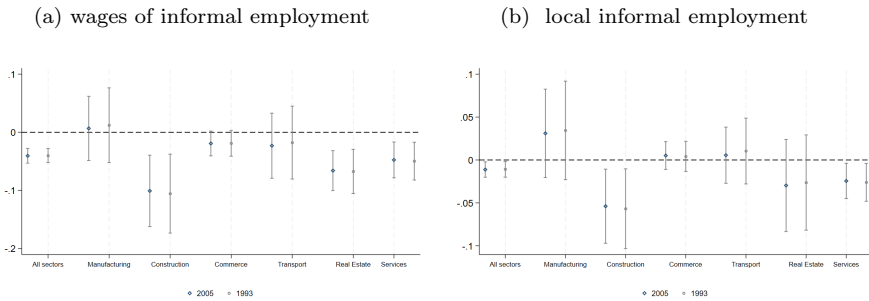 (a) wages of informal employment
.1
0
-.1
-.2
All sectors Manufacturing Construction Commerce Transport Real Estate Services
2005 1993
(b) local informal employment
.1
.05
0
-.05
-.1
All sectors Manufacturing Construction Commerce Transport Real Estate Services
2005 1993